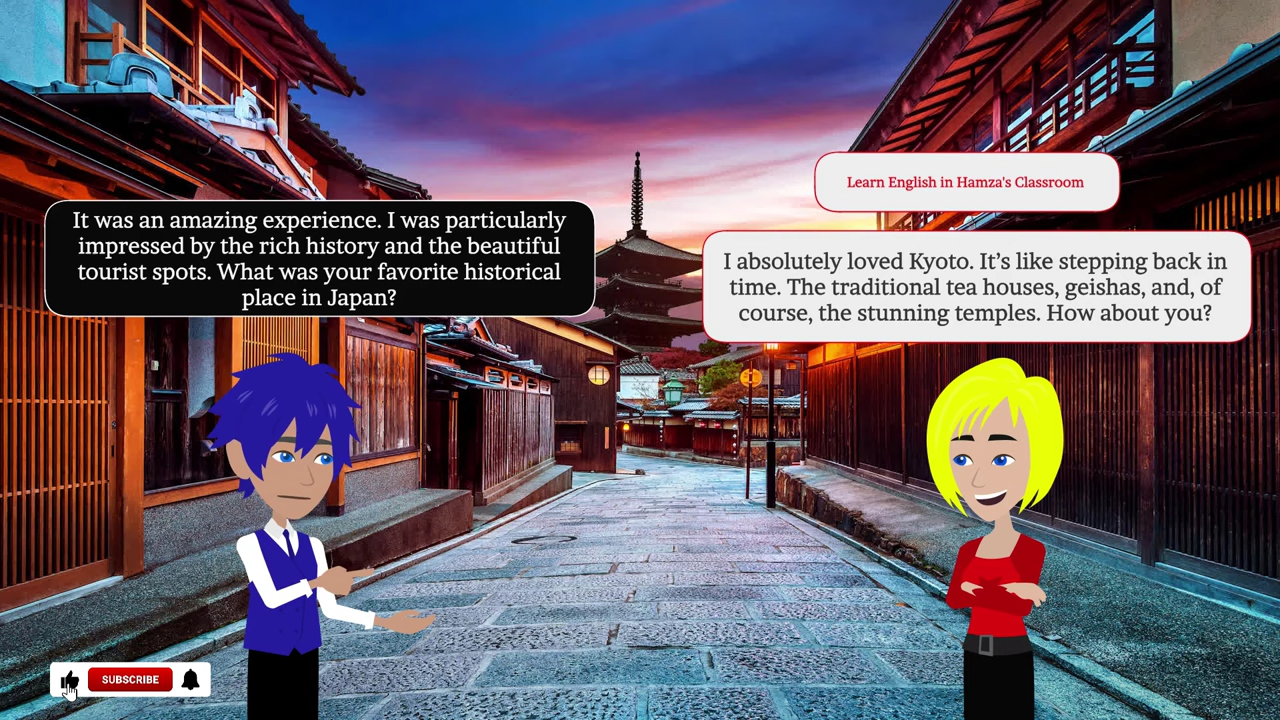 Learn English in Hamza's Classroom
It was an amazing experience. I was particularly
impressed by the rich history and the beautiful
tourist spots. What was your favorite historical
place in Japan?
I absolutely loved Kyoto. It’s like stepping back in
time. The traditional tea houses, geishas, and, of
course, the stunning temples. How about you?
SUBSCRIBE